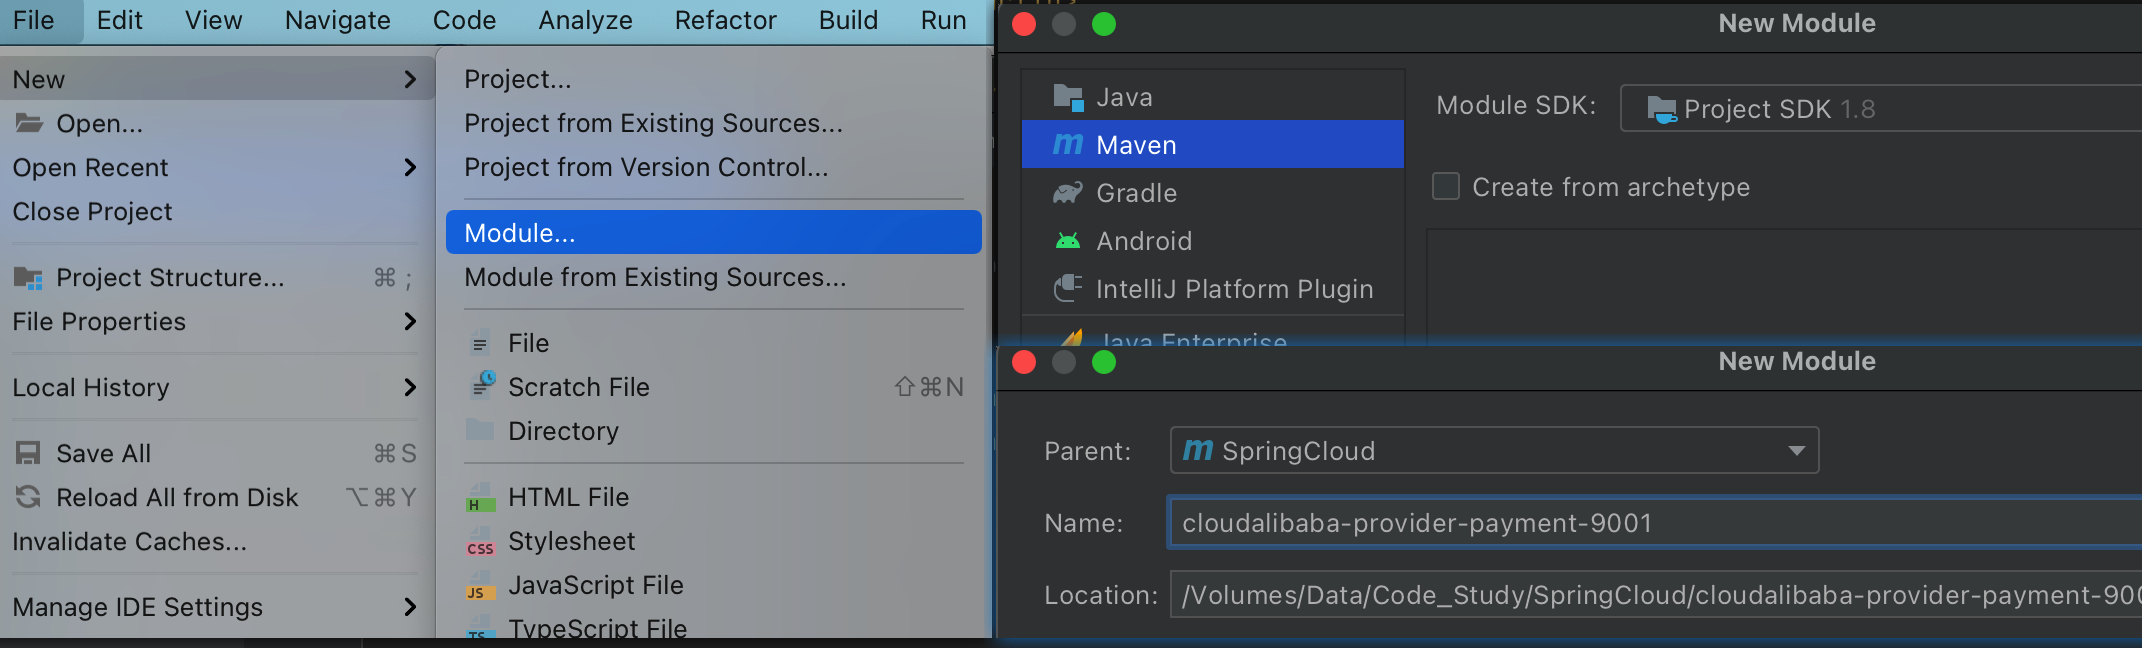 File Edit View Navigate Code Analyze Refactor Build Run
New
Open...
Open Recent
Close Project
Project Structure... ⌘ ;
File Properties
Local History
Save All ⌘ S
Reload All from Disk ⌥ ⌘ Y
Invalidate Caches...
Manage IDE Settings
Project...
Project from Existing Sources...
Project from Version Control...
Module...
Module from Existing Sources...
File
Scratch File ⇧⌘N
Directory
H HTML File
CSS Stylesheet
JS JavaScript File
TS TypeScript File
New Module
Java
m Maven
Gradle
Android
IntelliJ Platform Plugin
Java Enterprise
Module SDK: Project SDK 1.8
Create from archetype
New Module
Parent: m SpringCloud
Name: cloudalibaba-provider-payment-9001
Location: /Volumes/Data/Code_Study/SpringCloud/cloudalibaba-provider-payment-900